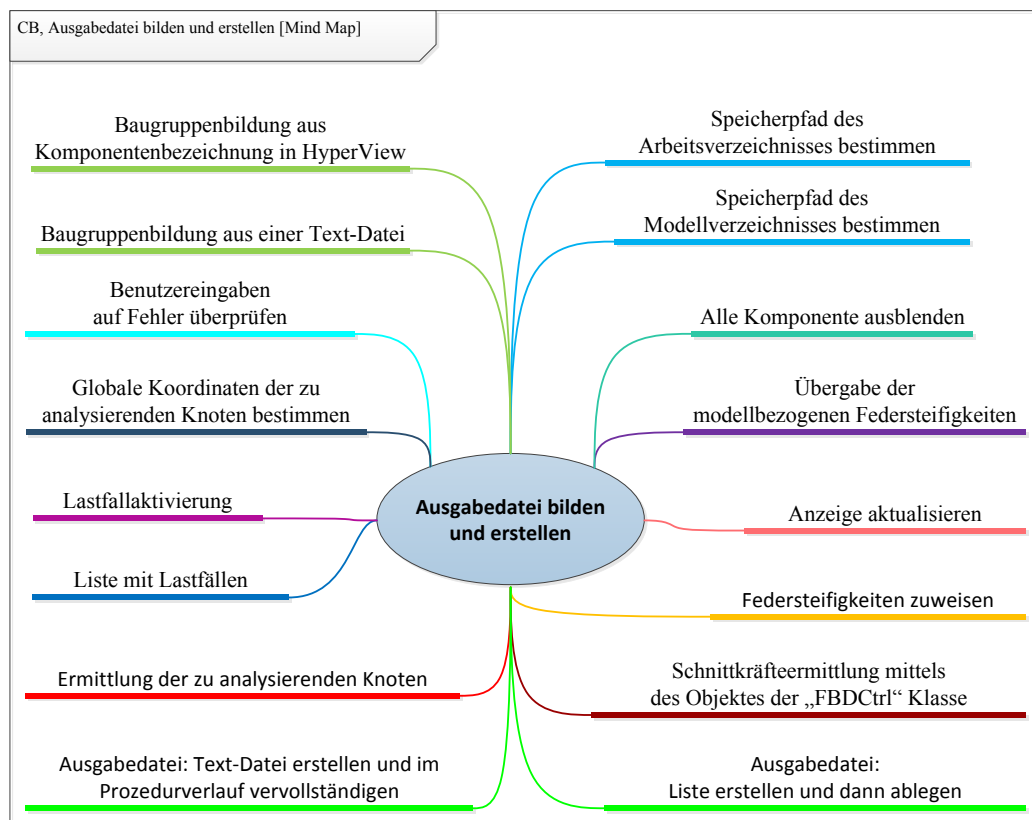 CB, Ausgabedatei bilden und erstellen [Mind Map]
Baugruppenbildung aus
Komponentenbezeichnung in HyperView
Baugruppenbildung aus einer Text-Datei
Benutzereingaben
auf Fehler überprüfen
Globale Koordinaten der zu
analysierenden Knoten bestimmen
Lastfallaktivierung
Liste mit Lastfällen
Ermittlung der zu analysierenden Knoten
Ausgabedatei: Text-Datei erstellen und im
Prozedurverlauf vervollständigen
Ausgabedatei bilden
und erstellen
Speicherpfad des
Arbeitsverzeichnisses bestimmen
Speicherpfad des
Modellverzeichnisses bestimmen
Alle Komponente ausblenden
Übergabe der
modellbezogenen Federsteifigkeiten
Anzeige aktualisieren
Federsteifigkeiten zuweisen
Schnittkräfteermittlung mittels
des Objektes der „FBDCtrl“ Klasse
Ausgabedatei:
Liste erstellen und dann ablegen